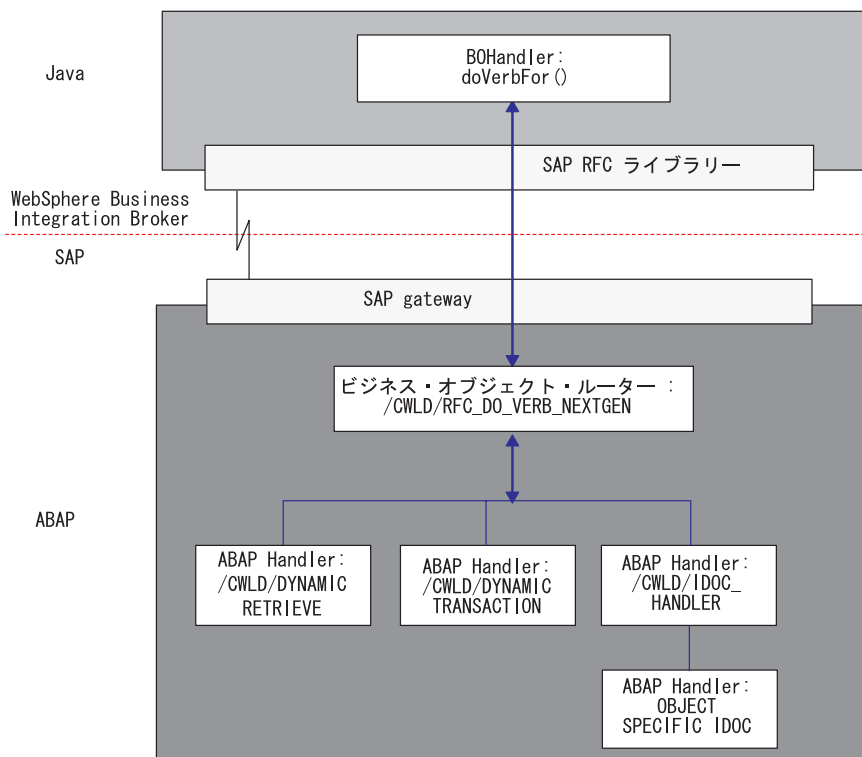 Java
BOHandler:
doVerbFor()
SAP RFC ライブラリー
WebSphere Business
Integration Broker
SAP
SAP gateway
ビジネス・オブジェクト・ルーター :
/CWLD/RFC_DO_VERB_NEXTGEN
ABAP
ABAP Handler:
/CWLD/DYNAMIC
RETRIEVE
ABAP Handler:
/CWLD/DYNAMIC
TRANSACTION
ABAP Handler:
/CWLD/IDOC_
HANDLER
ABAP Handler:
OBJECT
SPECIFIC IDOC